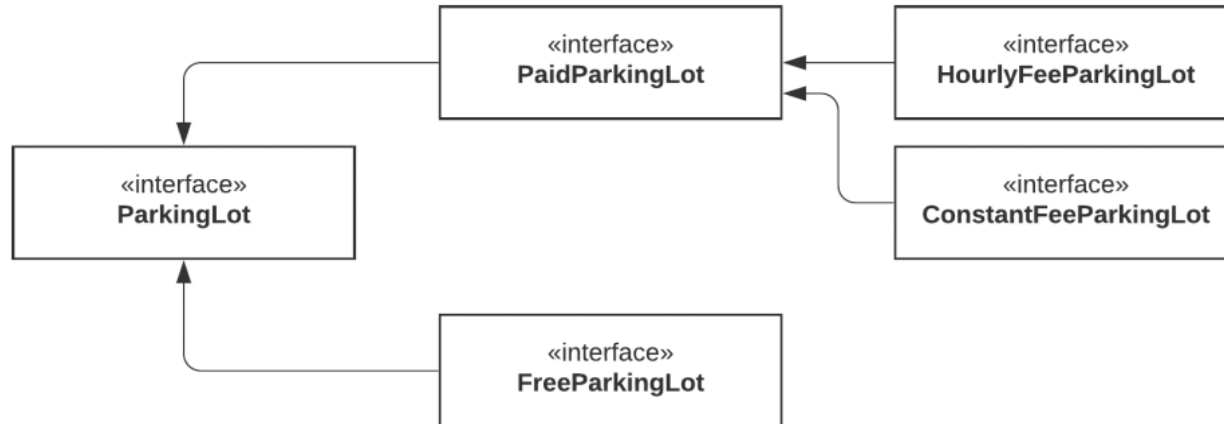 «interface»
PaidParkingLot
«interface»
HourlyFeeParkingLot
«interface»
ParkingLot
«interface»
ConstantFeeParkingLot
«interface»
FreeParkingLot